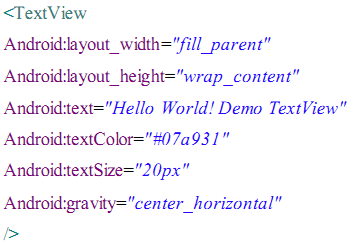 <TextView
Android:layout_width="fill_parent"
Android:layout_height="wrap_content"
Android:text="Hello World! Demo TextView"
Android:textColor="#07a931"
Android:textSize="20px"
Android:gravity="center_horizontal"
/>